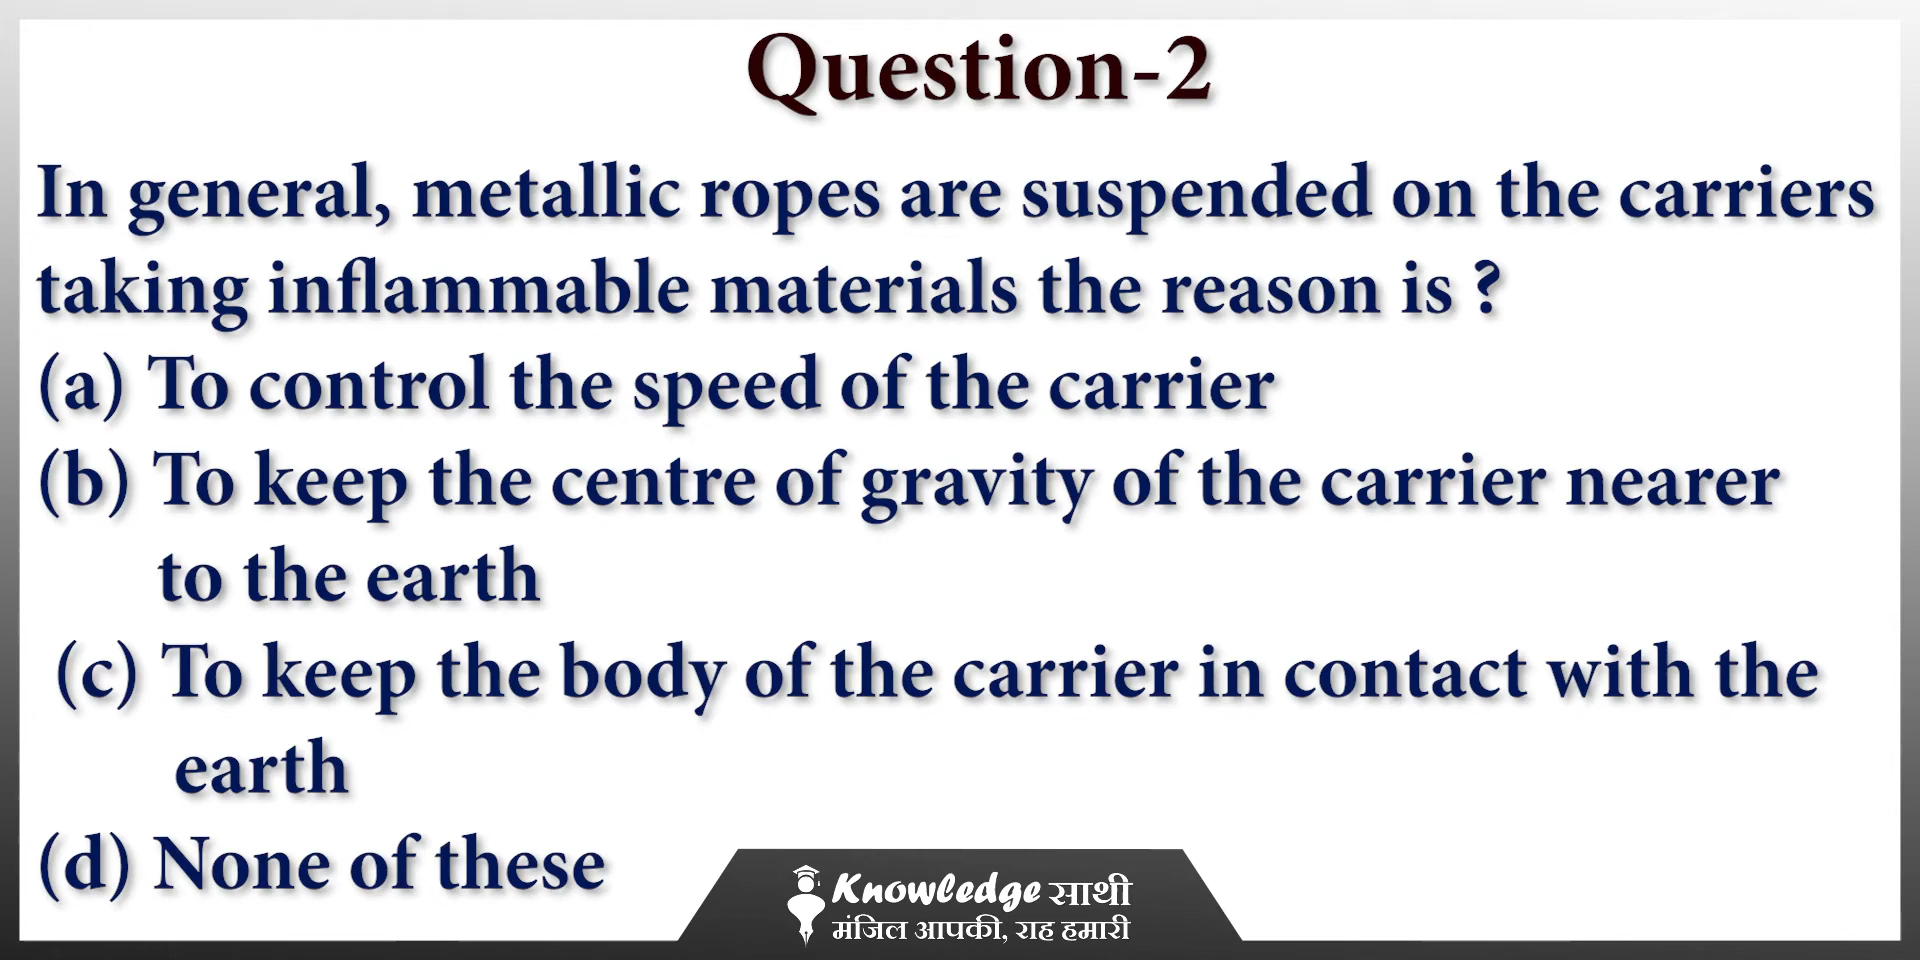 Question-2
In general, metallic ropes are suspended on the carriers
taking inflammable materials the reason is ?
(a) To control the speed of the carrier
(b) To keep the centre of gravity of the carrier nearer
to the earth
(c) To keep the body of the carrier in contact with the
earth
(d) None of these
Knowledge साथी
मंजिल आपकी, राह हमारी